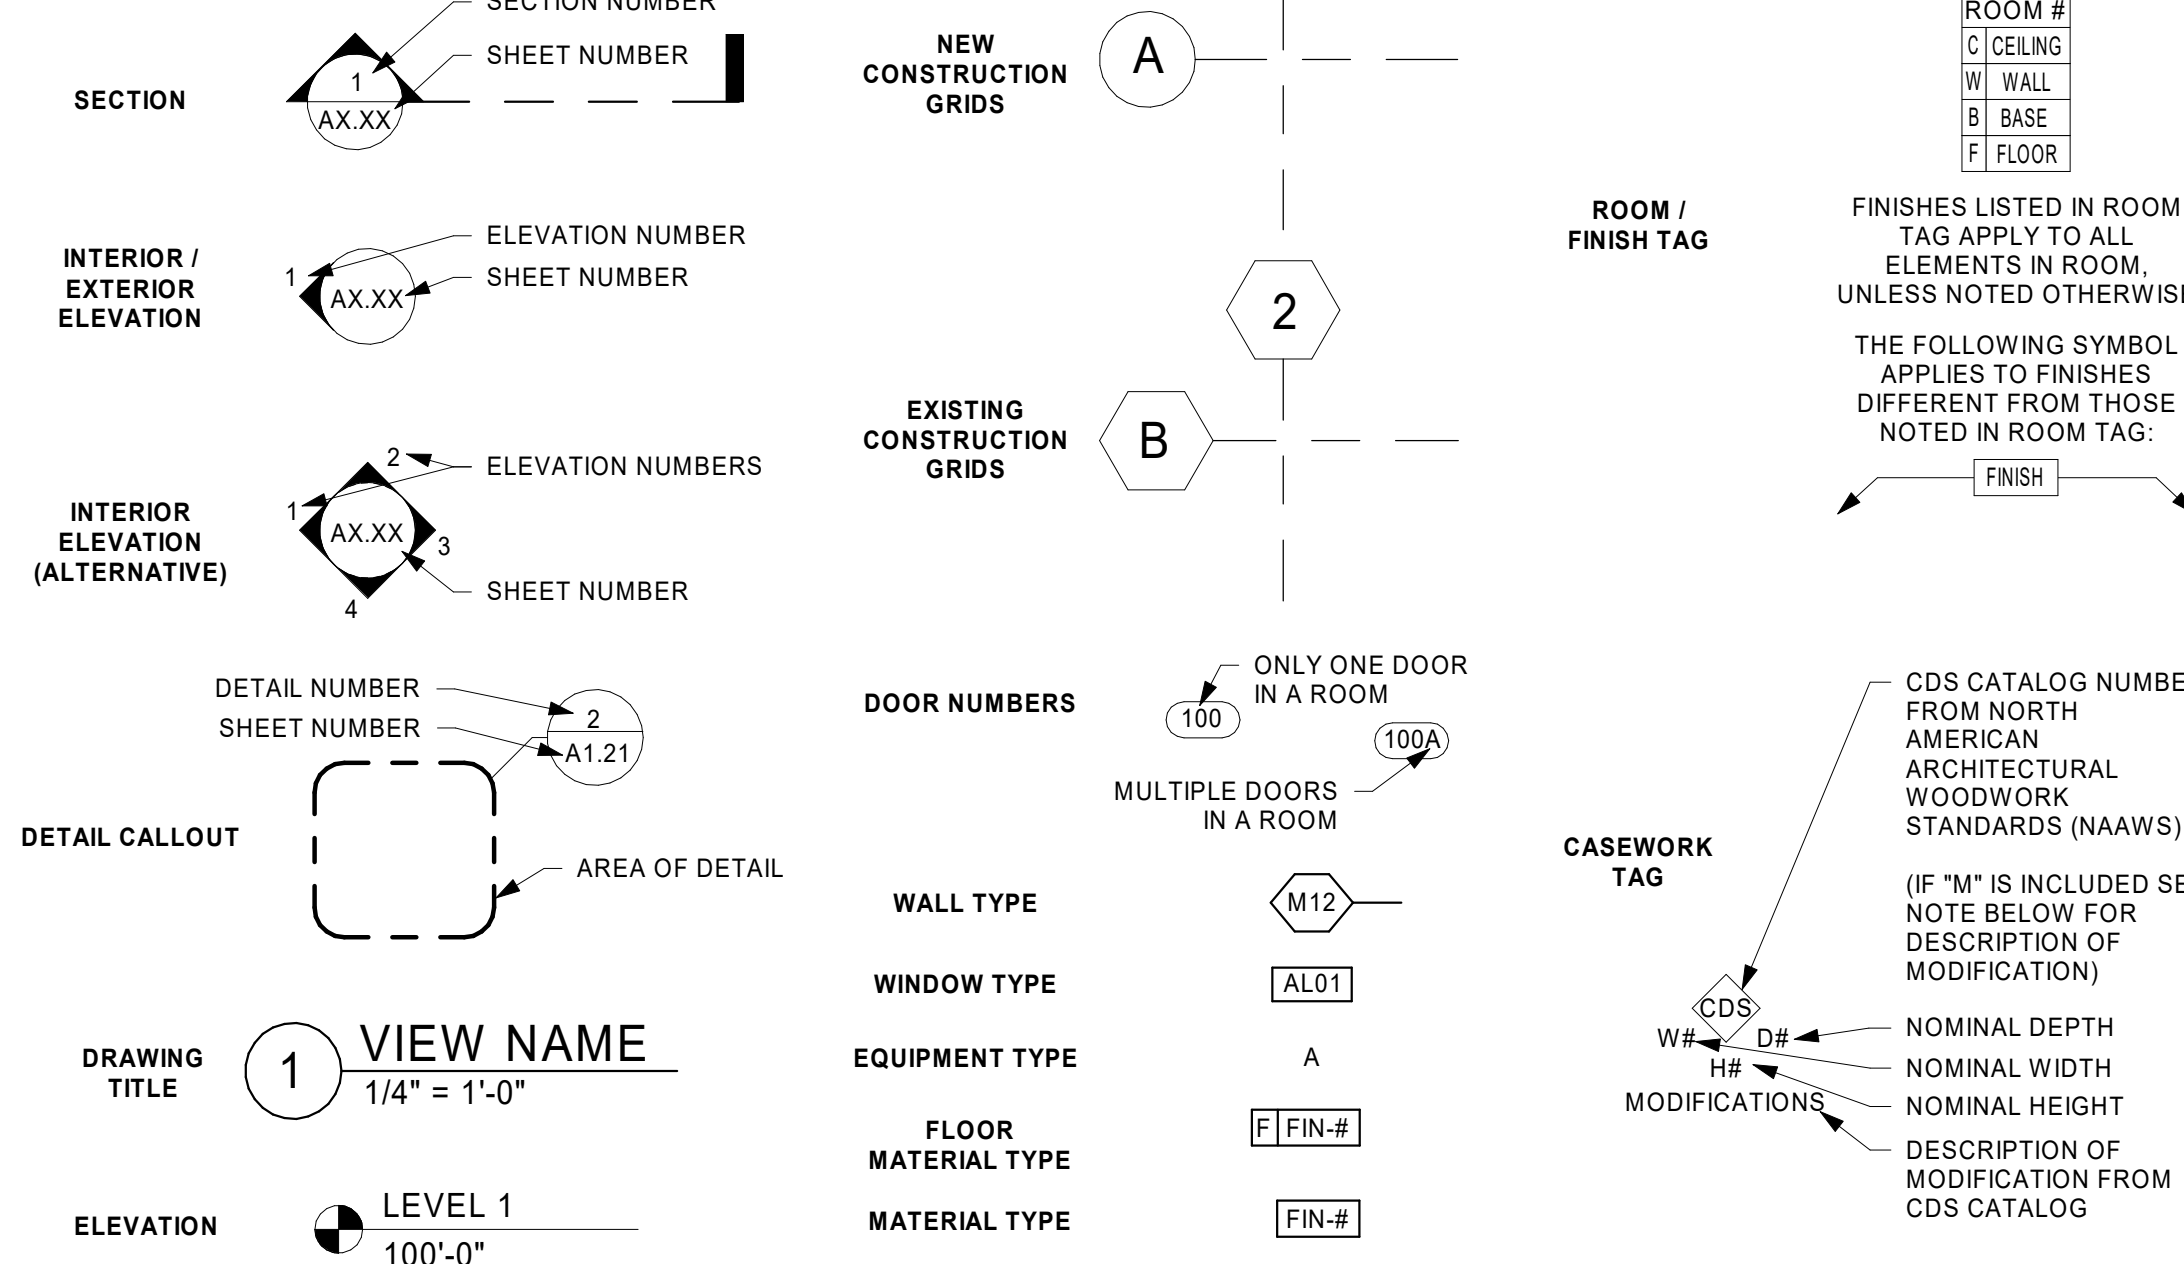 SECTION NUMBER
SHEET NUMBER
SECTION
1
AX.XX
INTERIOR /
EXTERIOR
ELEVATION
ELEVATION NUMBER
SHEET NUMBER
1
AX.XX
INTERIOR
ELEVATION
(ALTERNATIVE)
ELEVATION NUMBERS
2
1
AX.XX
3
4
SHEET NUMBER
DETAIL CALLOUT
DETAIL NUMBER
SHEET NUMBER
2
A1.21
AREA OF DETAIL
DRAWING
TITLE
1
VIEW NAME
1/4" = 1'-0"
ELEVATION
LEVEL 1
100'-0"
NEW
CONSTRUCTION
GRIDS
A
2
EXISTING
CONSTRUCTION
GRIDS
B
DOOR NUMBERS
ONLY ONE DOOR
IN A ROOM
100
100A
MULTIPLE DOORS
IN A ROOM
WALL TYPE
M12
WINDOW TYPE
AL01
EQUIPMENT TYPE
A
FLOOR
MATERIAL TYPE
F FIN-#
MATERIAL TYPE
FIN-#
ROOM /
FINISH TAG
ROOM #
C CEILING
W WALL
B BASE
F FLOOR
FINISHES LISTED IN ROOM
TAG APPLY TO ALL
ELEMENTS IN ROOM,
UNLESS NOTED OTHERWISE
THE FOLLOWING SYMBOL
APPLIES TO FINISHES
DIFFERENT FROM THOSE
NOTED IN ROOM TAG:
FINISH
CASEWORK
TAG
CDS CATALOG
FROM NORTH
AMERICAN
ARCHITECTURAL
WOODWORK
STANDARDS (NAAWS)
(IF "M" IS INCLUDED
NOTE BELOW FOR
DESCRIPTION OF
MODIFICATION)
CDS
W#
D#
H#
MODIFICATIONS
NOMINAL DEPTH
NOMINAL WIDTH
NOMINAL HEIGHT
DESCRIPTION OF
MODIFICATION FROM
CDS CATALOG